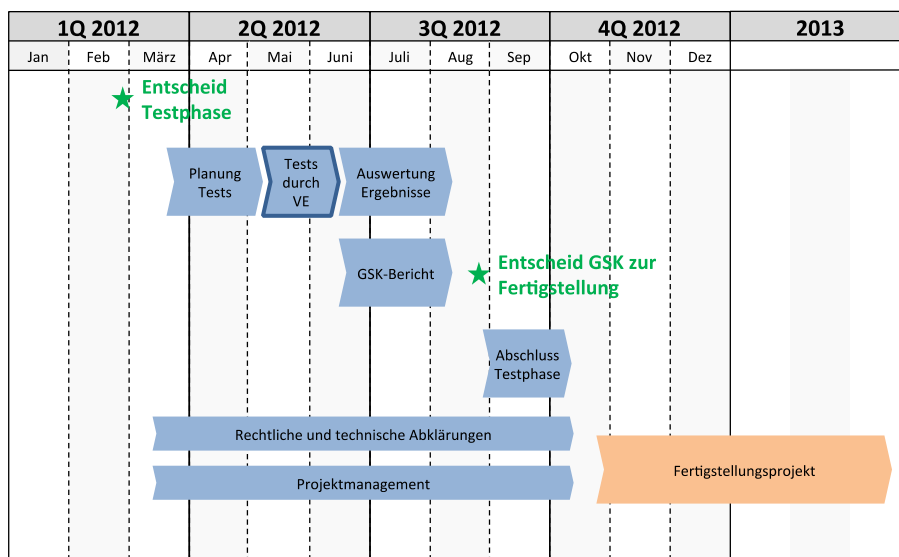 1Q 2012
2Q 2012
3Q 2012
4Q 2012
2013
Jan
Feb
März
Apr
Mai
Juni
Juli
Aug
Sep
Okt
Nov
Dez
Entscheid
Testphase
Planung
Tests
Tests
durch
VE
Auswertung
Ergebnisse
GSK-Bericht
Entscheid GSK zur
Fertigstellung
Abschluss
Testphase
Rechtliche und technische Abklärungen
Projektmanagement
Fertigstellungsprojekt